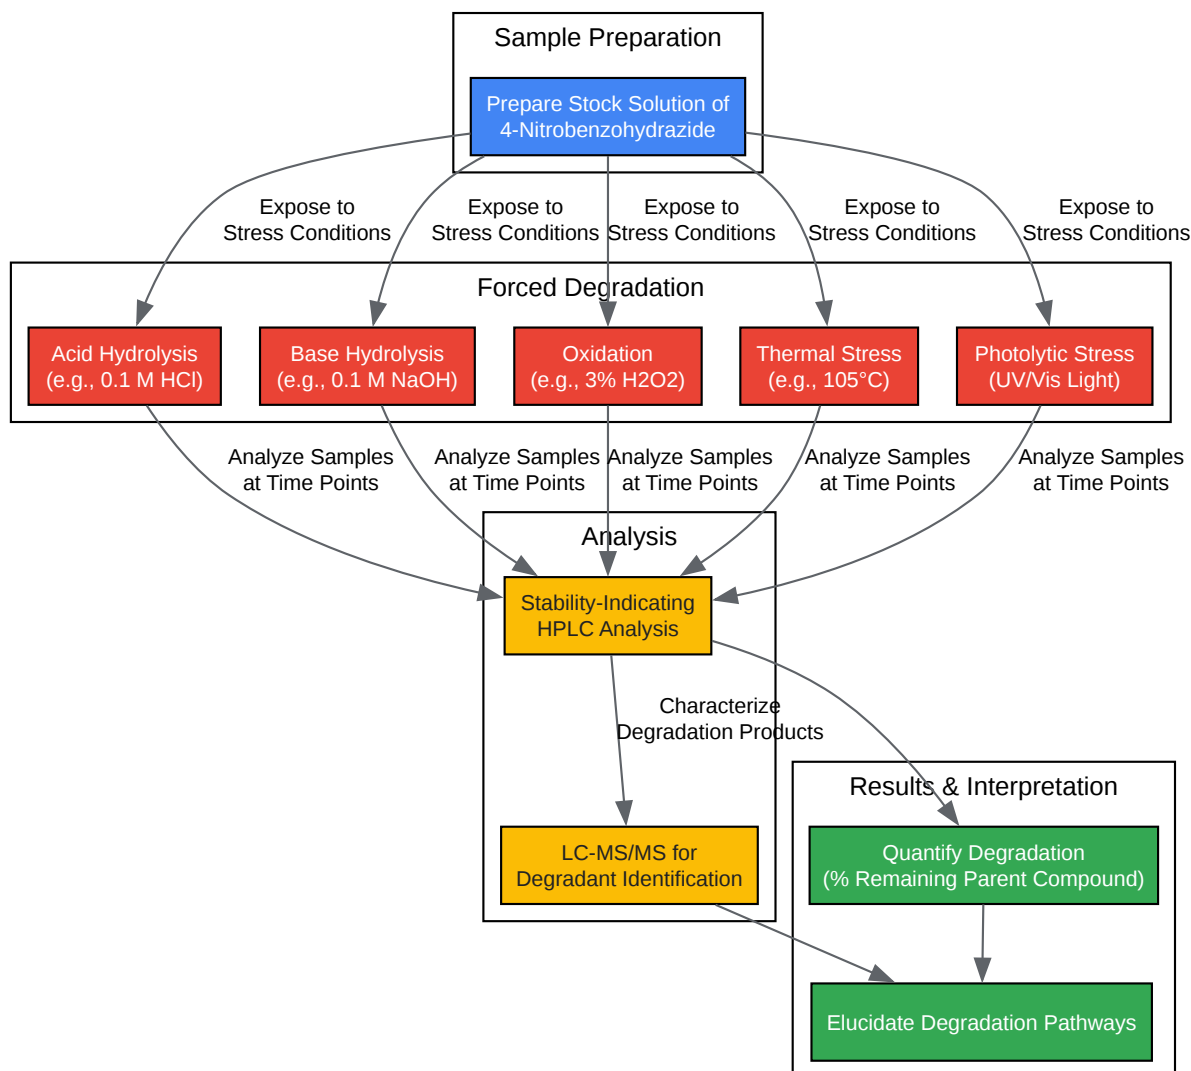 Sample Preparation
Prepare Stock Solution of
4-Nitrobenzohydrazide
Expose to
Stress Conditions
Expose to
Stress Conditions
Expose to
Stress Conditions
Expose to
Stress Conditions
Expose to
Stress Conditions
Forced Degradation
Acid Hydrolysis
(e.g., 0.1 M HCl)
Base Hydrolysis
(e.g., 0.1 M NaOH)
Oxidation
(e.g., 3% H2O2)
Thermal Stress
(e.g., 105°C)
Photolytic Stress
(UV/Vis Light)
Analyze Samples
at Time Points
Analyze Samples
at Time Points
Analyze Samples
at Time Points
Analyze Samples
at Time Points
Analyze Samples
at Time Points
Analysis
Stability-Indicating
HPLC Analysis
Characterize
Degradation Products
LC-MS/MS for
Degradant Identification
Results & Interpretation
Quantify Degradation
(% Remaining Parent Compound)
Elucidate Degradation Pathways